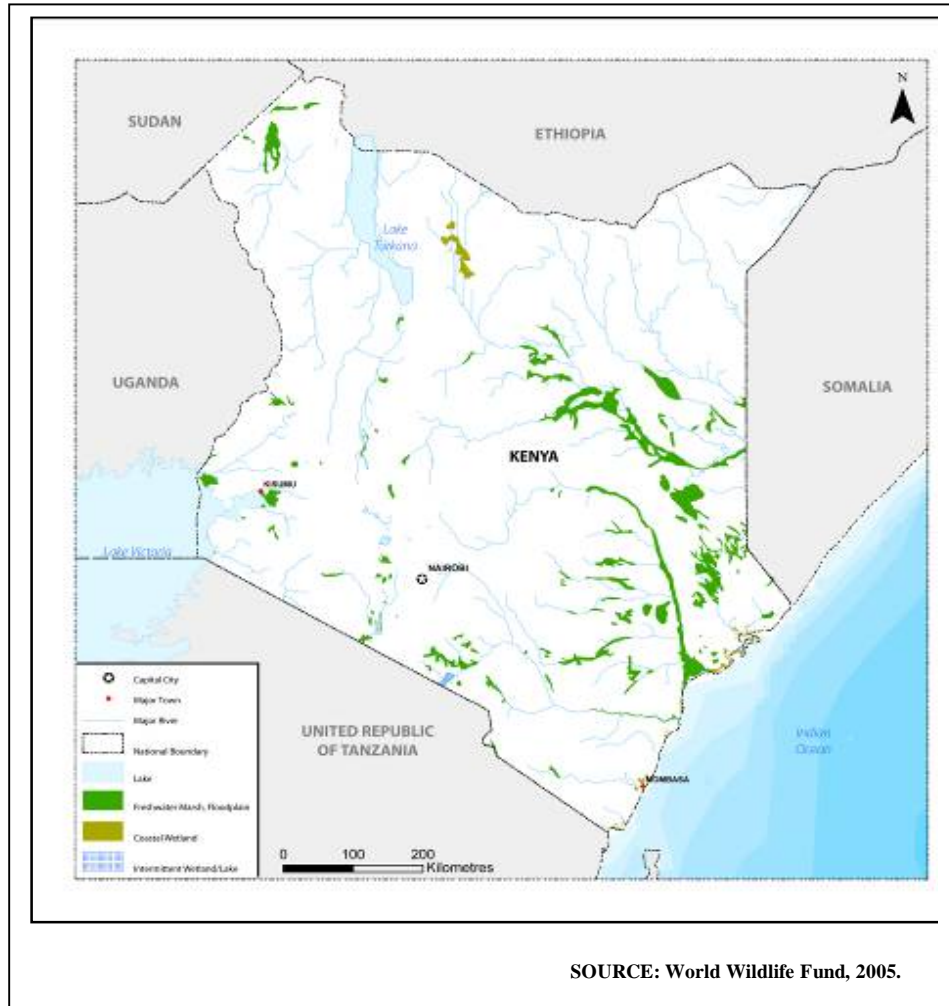 N
SUDAN
ETHIOPIA
Lake
Turkana
UGANDA
SOMALIA
KENYA
KISUMU
Lake Victoria
NAIROBI
UNITED REPUBLIC
OF TANZANIA
Indian
Ocean
MOMBASA
Capital City
Major Town
Major River
National Boundary
Lake
Freshwater Marsh, Floodplain
Coastal Wetland
Intermittent Wetland/Lake
0 100 200
Kilometres
SOURCE: World Wildlife Fund, 2005.